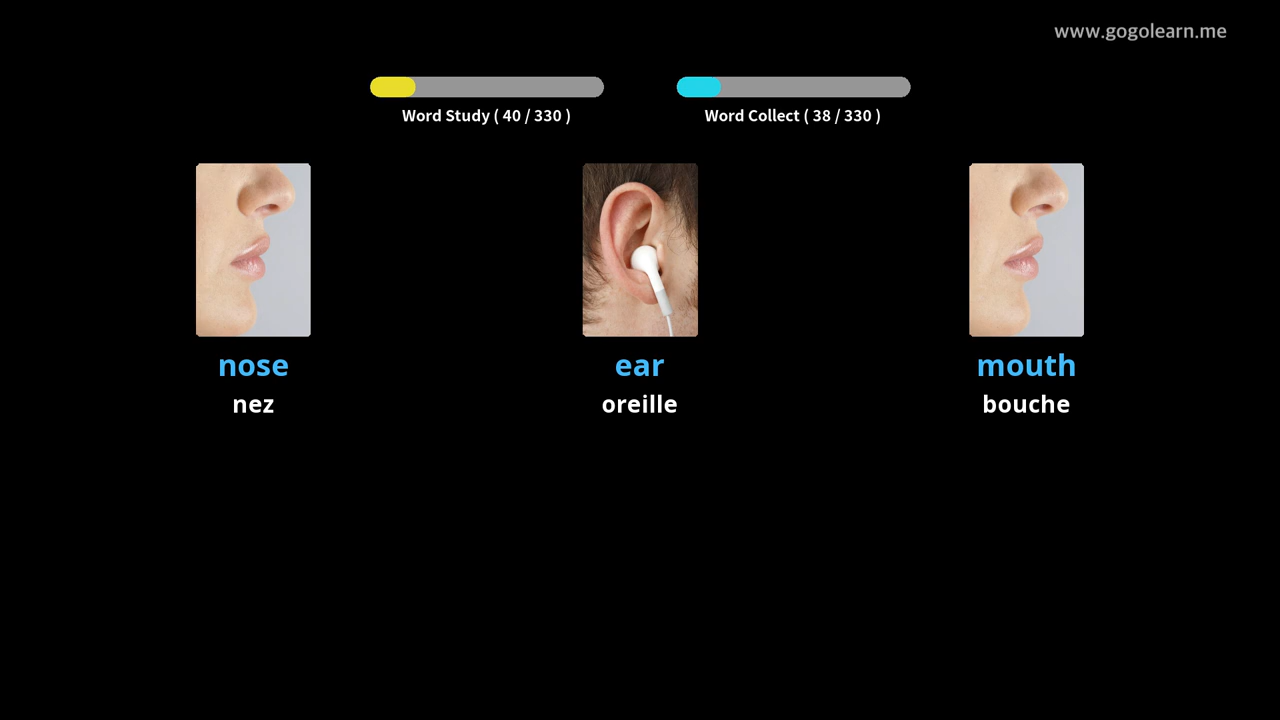 www.gogolearn.me
Word Study ( 40 / 330 )
Word Collect ( 38 / 330 )
nose
nez
ear
oreille
mouth
bouche